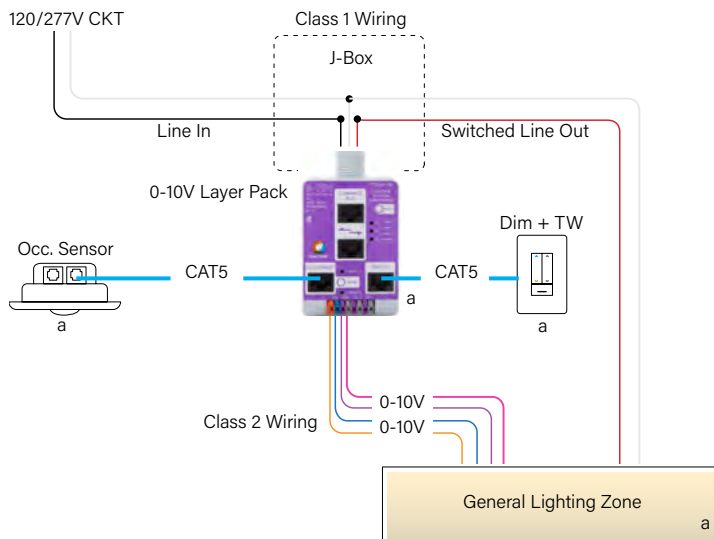 120/277V CKT
Class 1 Wiring
J-Box
Line In
Switched Line Out
0-10V Layer Pack
Dim + TW
Occ. Sensor
CAT5
CAT5
a
a
a
0-10V
Class 2 Wiring
0-10V
General Lighting Zone
a